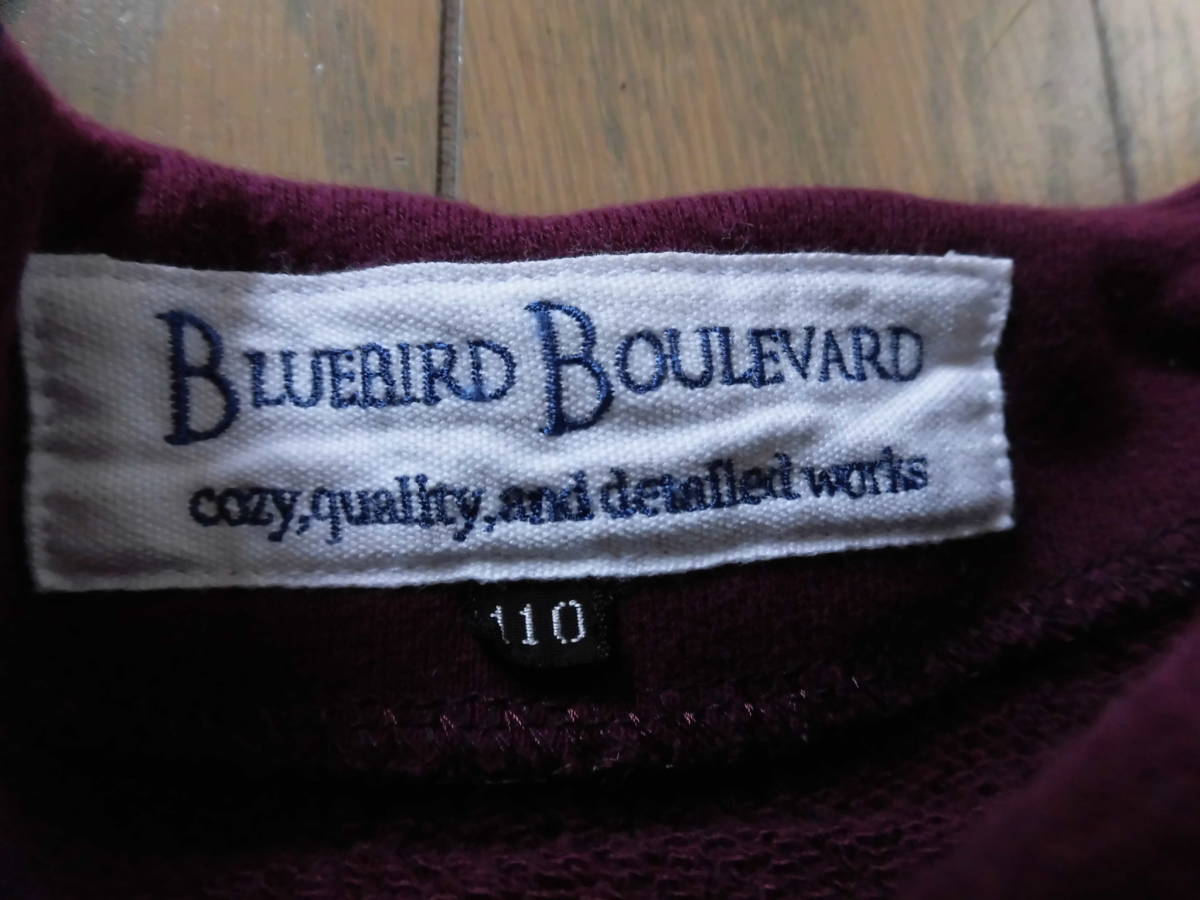 BLUEBIRD BOULEVARD
cozy,quality,and detailed works
110